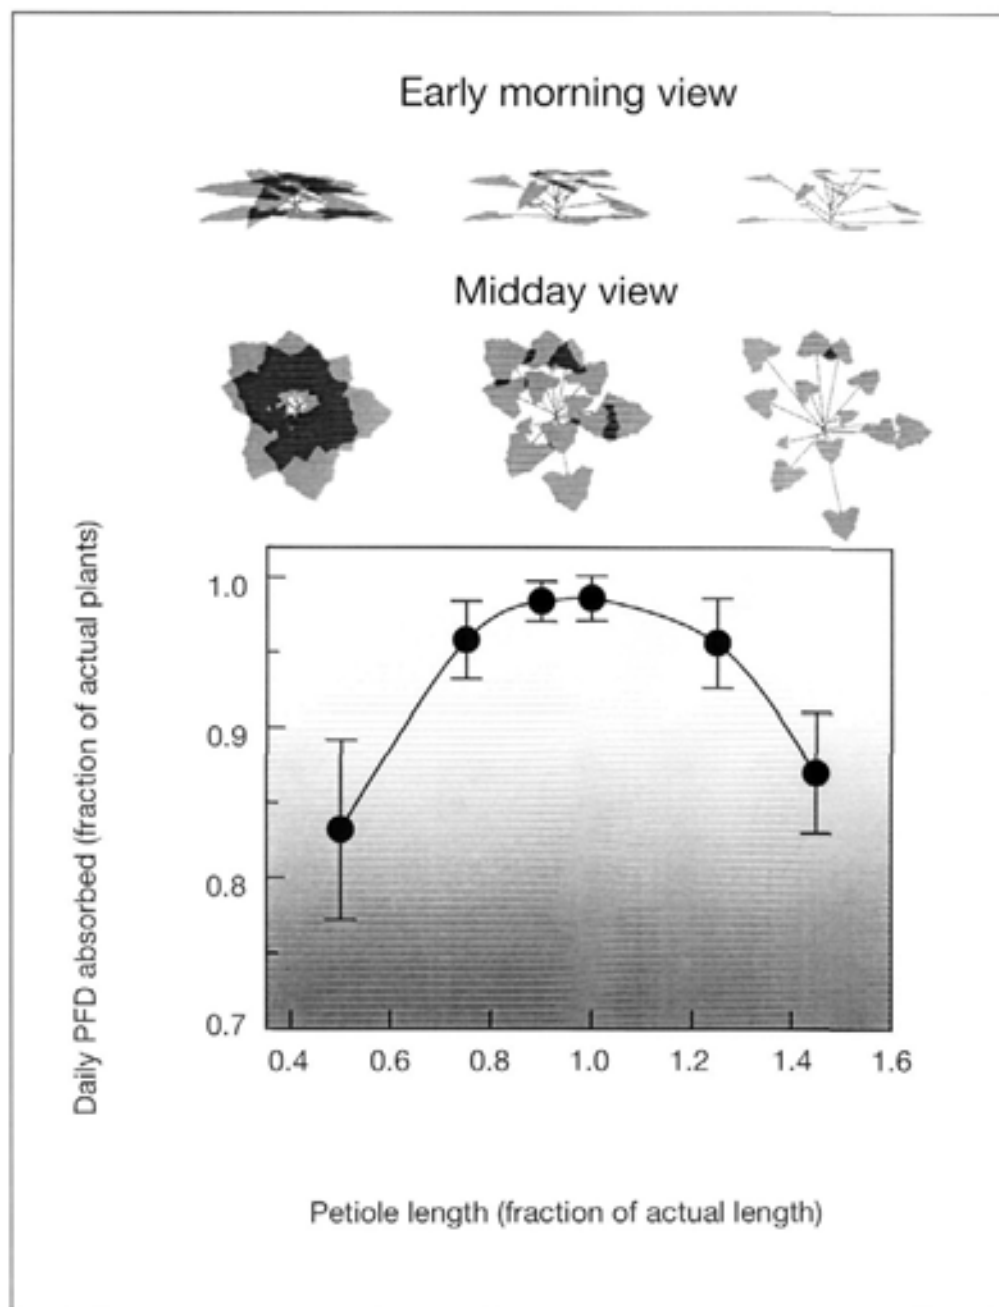 Early morning view
Midday view
Daily PFD absorbed (fraction of actual plants)
1.0
0.9
0.8
0.7
0.4 0.6 0.8 1.0 1.2 1.4 1.6
Petiole length (fraction of actual length)